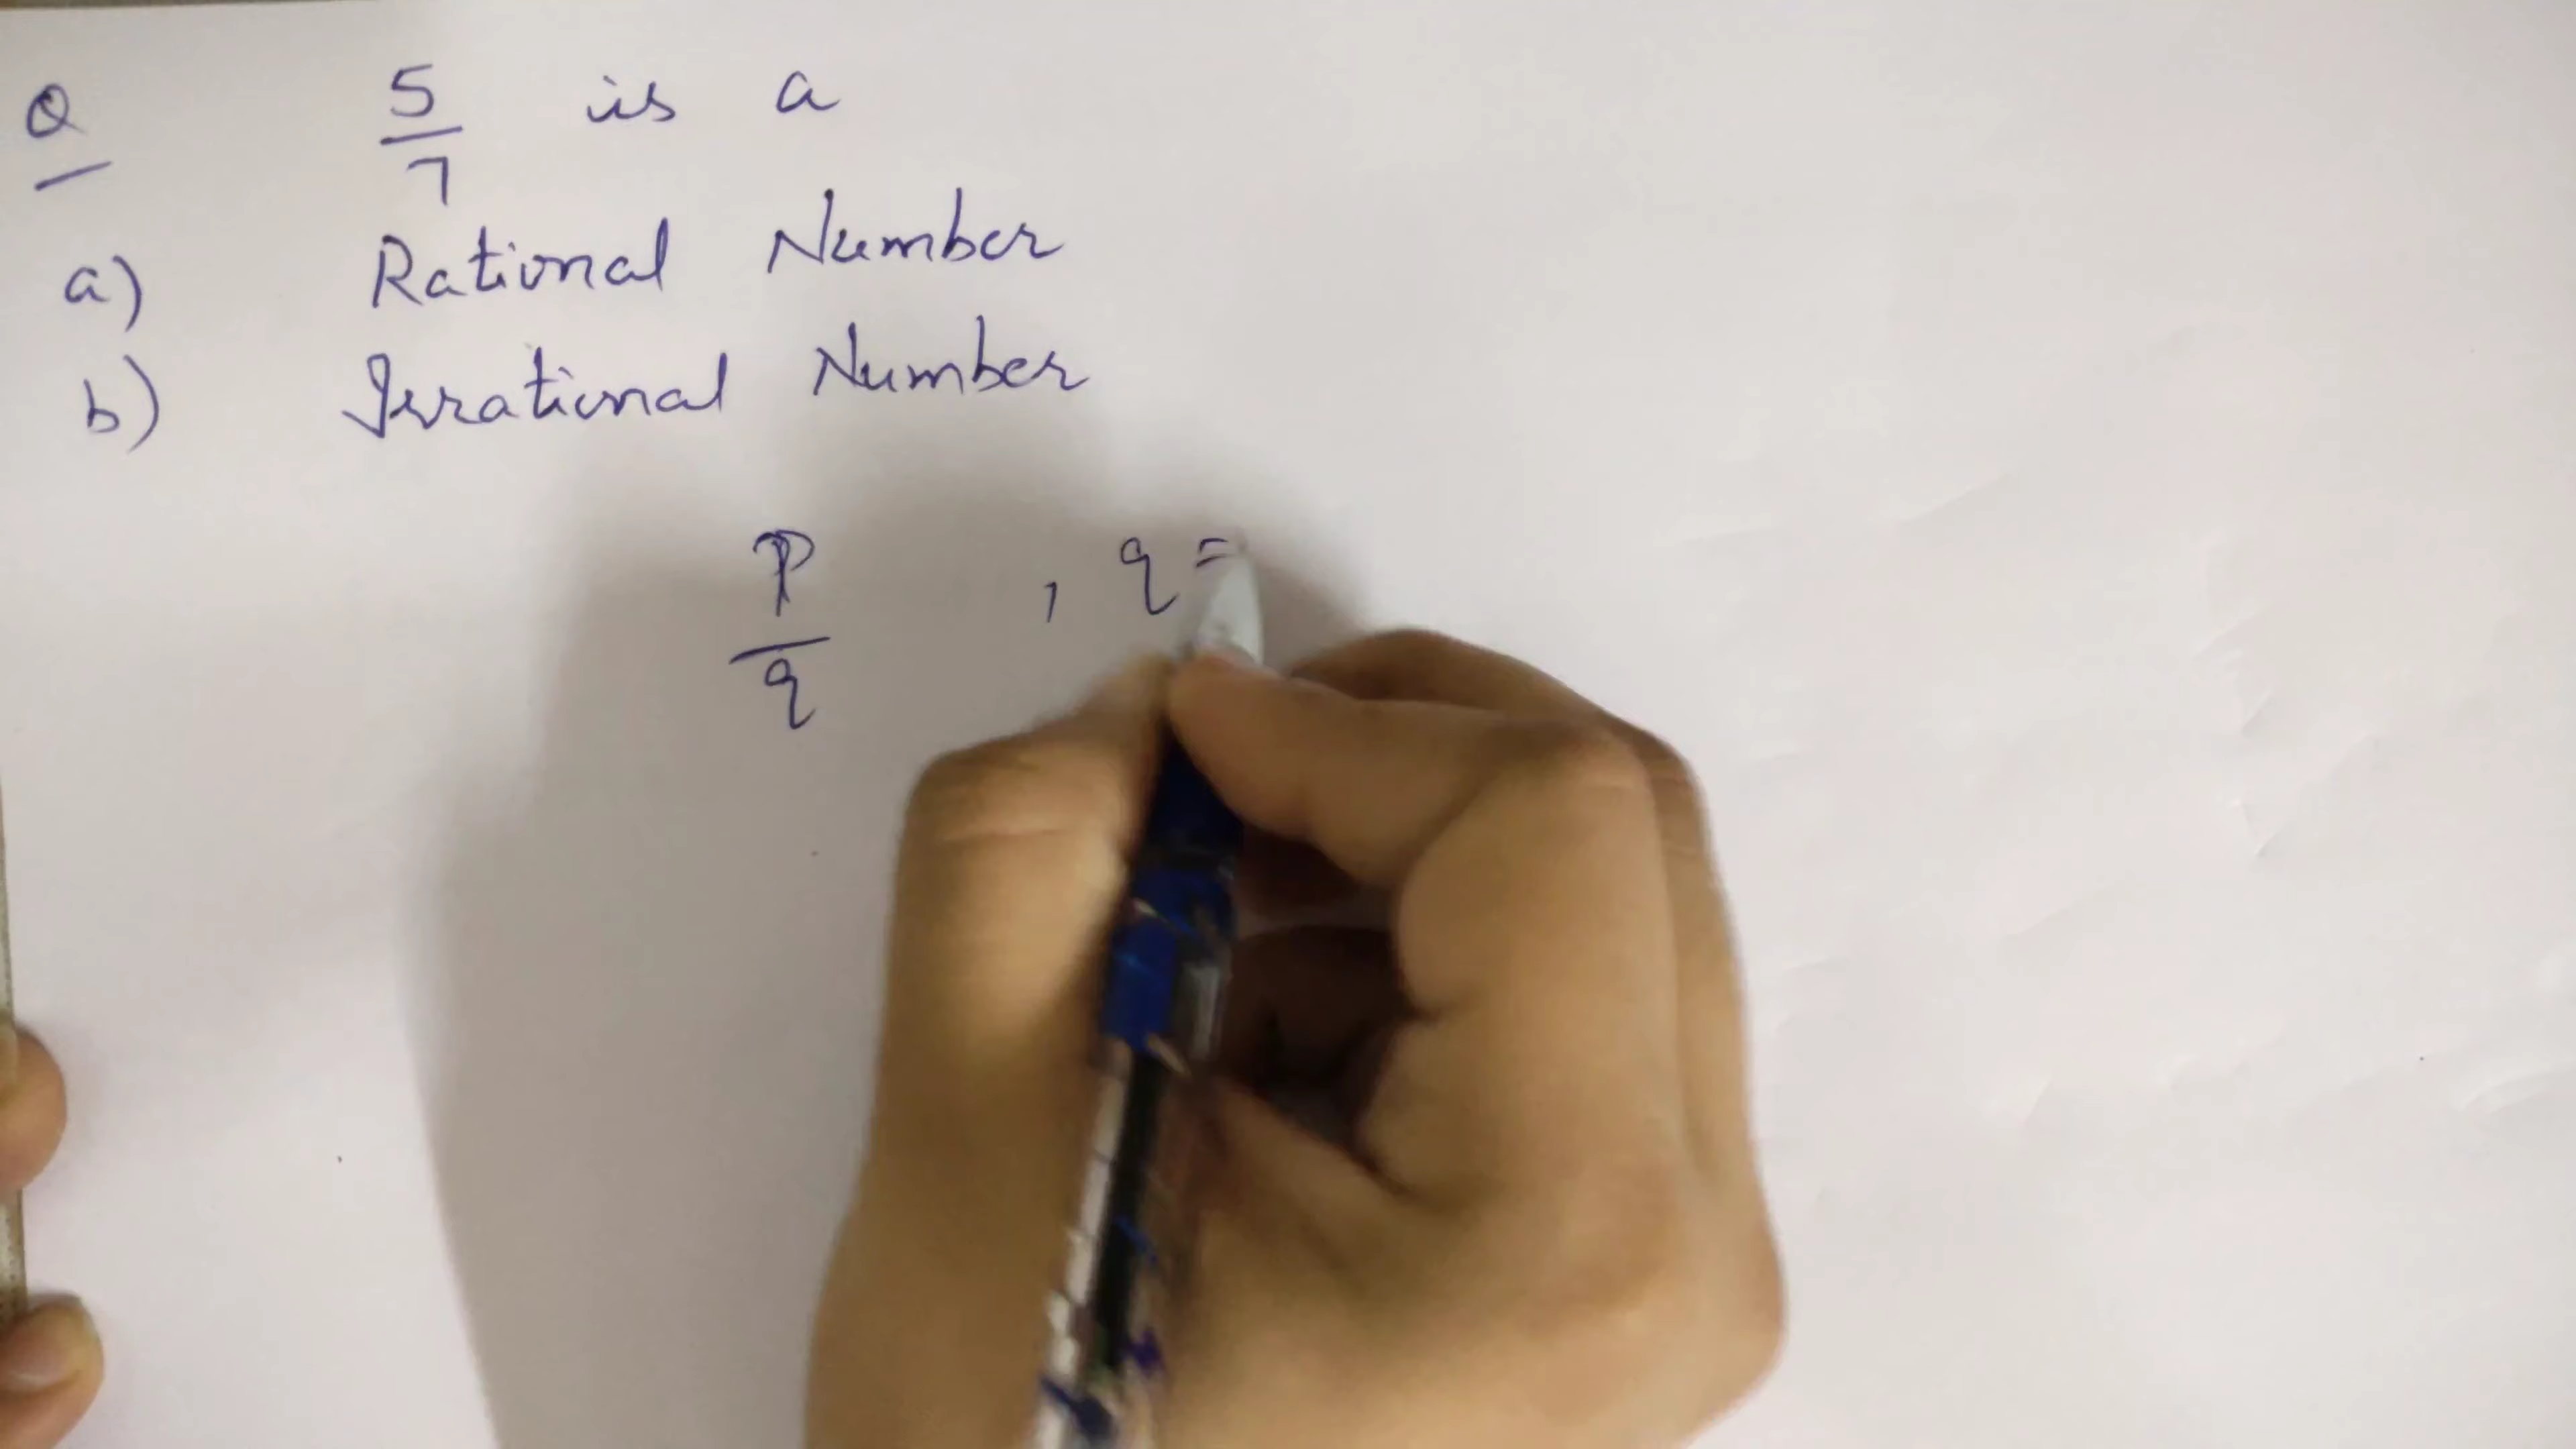 Q 5/7 is a
a) Rational Number
b) Irrational Number
P/q , q =